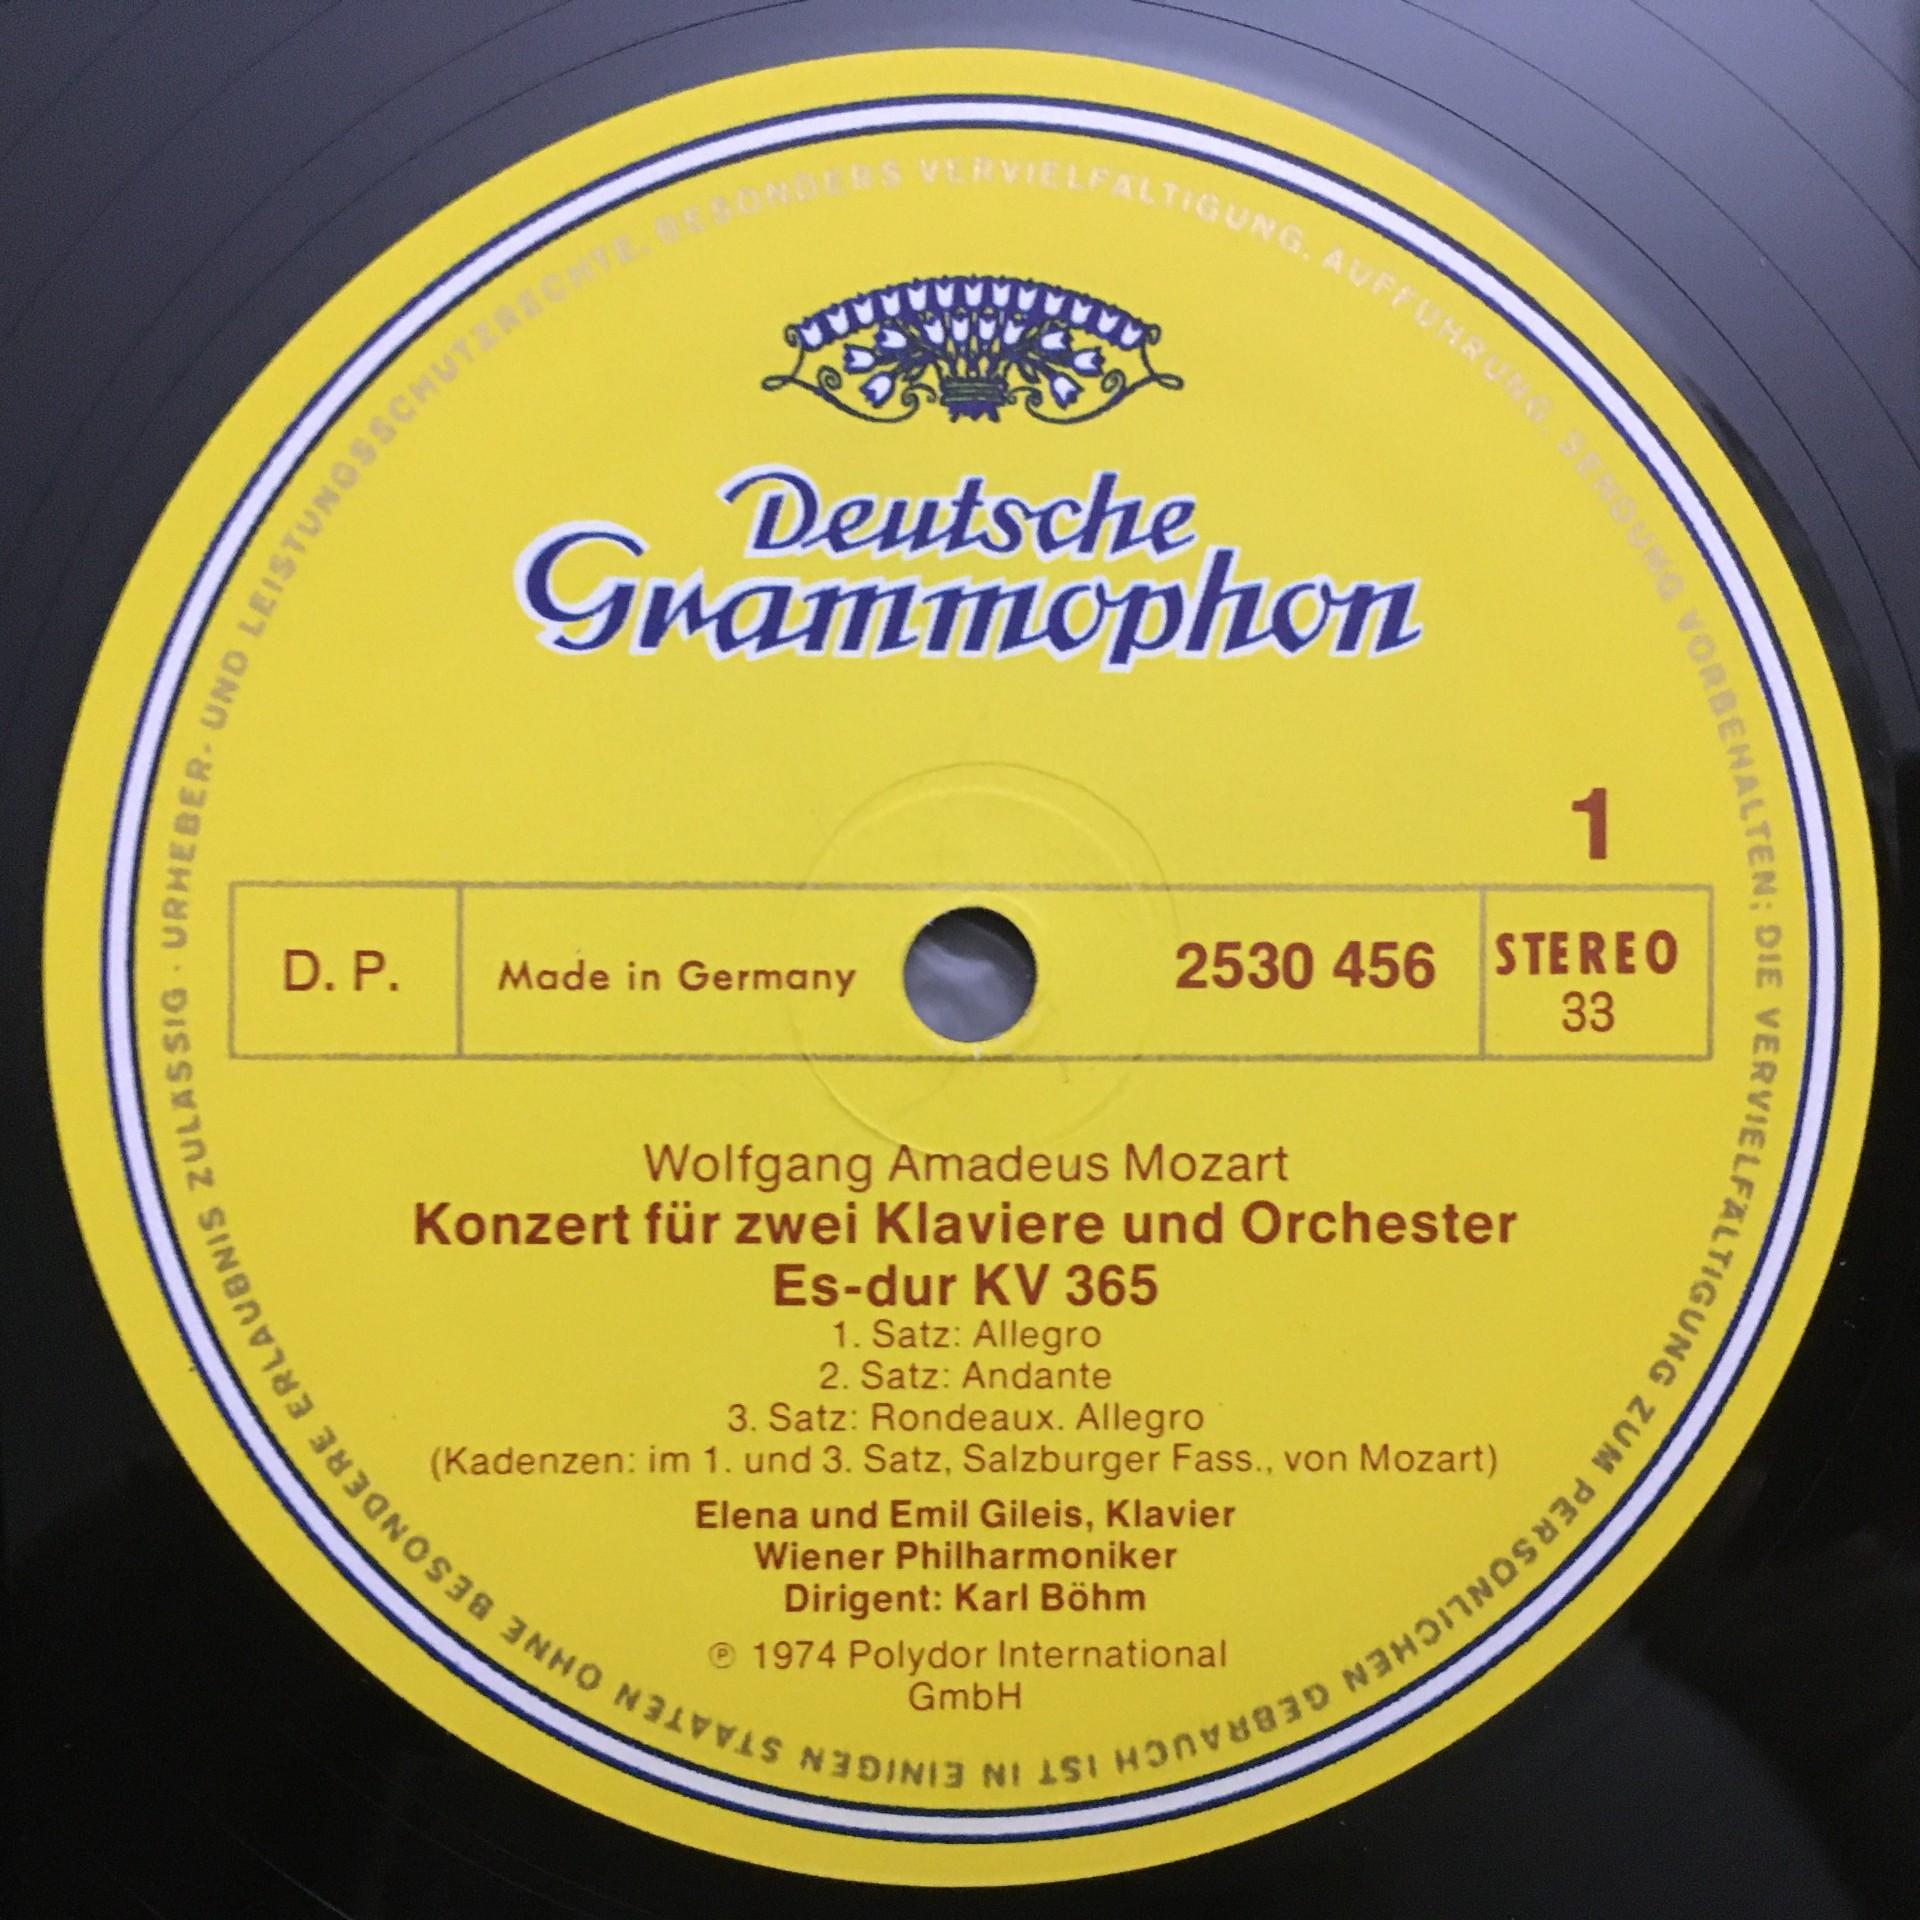 URHEBER- UND LEISTUNGSSCHUTZRECHTE, BESONDERS VERVIELFÄLTIGUNG, AUFFÜHRUNG, SENDUNG VORBEHALTEN; DIE VERVIELFÄLTIGUNG ZUM PERSÖNLICHEN GEBRAUCH IST IN EINIGEN STAATEN OHNE BESONDERE ERLAUBNIS ZULÄSSIG ·
Deutsche
Grammophon
1
D. P.
Made in Germany
2530 456
STEREO
33
Wolfgang Amadeus Mozart
Konzert für zwei Klaviere und Orchester
Es-dur KV 365
1. Satz: Allegro
2. Satz: Andante
3. Satz: Rondeaux. Allegro
(Kadenzen: im 1. und 3. Satz, Salzburger Fass., von Mozart)
Elena und Emil Gileis, Klavier
Wiener Philharmoniker
Dirigent: Karl Böhm
℗ 1974 Polydor International
GmbH